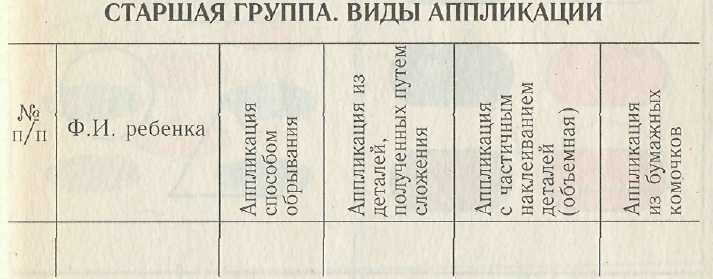 СТАРШАЯ ГРУППА. ВИДЫ АППЛИКАЦИИ
№
п/п
Ф.И. ребенка
Аппликация
способом
обрывания
Аппликация из
деталей,
полученных путем
сложения
Аппликация
с частичным
наклеиванием
деталей
(объемная)
Аппликация
из бумажных
комочков